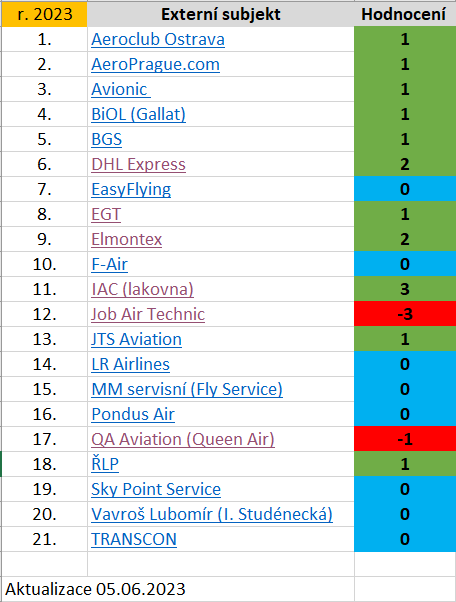 r. 2023 Externí subjekt Hodnocení
1. Aeroclub Ostrava 1
2. AeroPrague.com 1
3. Avionic 1
4. BiOL (Gallat) 1
5. BGS 1
6. DHL Express 2
7. EasyFlying 0
8. EGT 1
9. Elmontex 2
10. F-Air 0
11. IAC (lakovna) 3
12. Job Air Technic -3
13. JTS Aviation 1
14. LR Airlines 0
15. MM servisní (Fly Service) 0
16. Pondus Air 0
17. QA Aviation (Queen Air) -1
18. ŘLP 1
19. Sky Point Service 0
20. Vavroš Lubomír (I. Studénecká) 0
21. TRANSCON 0
Aktualizace 05.06.2023